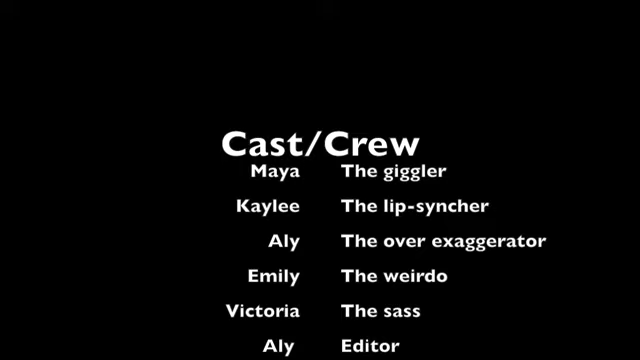 Cast/Crew
Maya The giggler
Kaylee The lip-syncher
Aly The over exaggerator
Emily The weirdo
Victoria The sass
Aly Editor